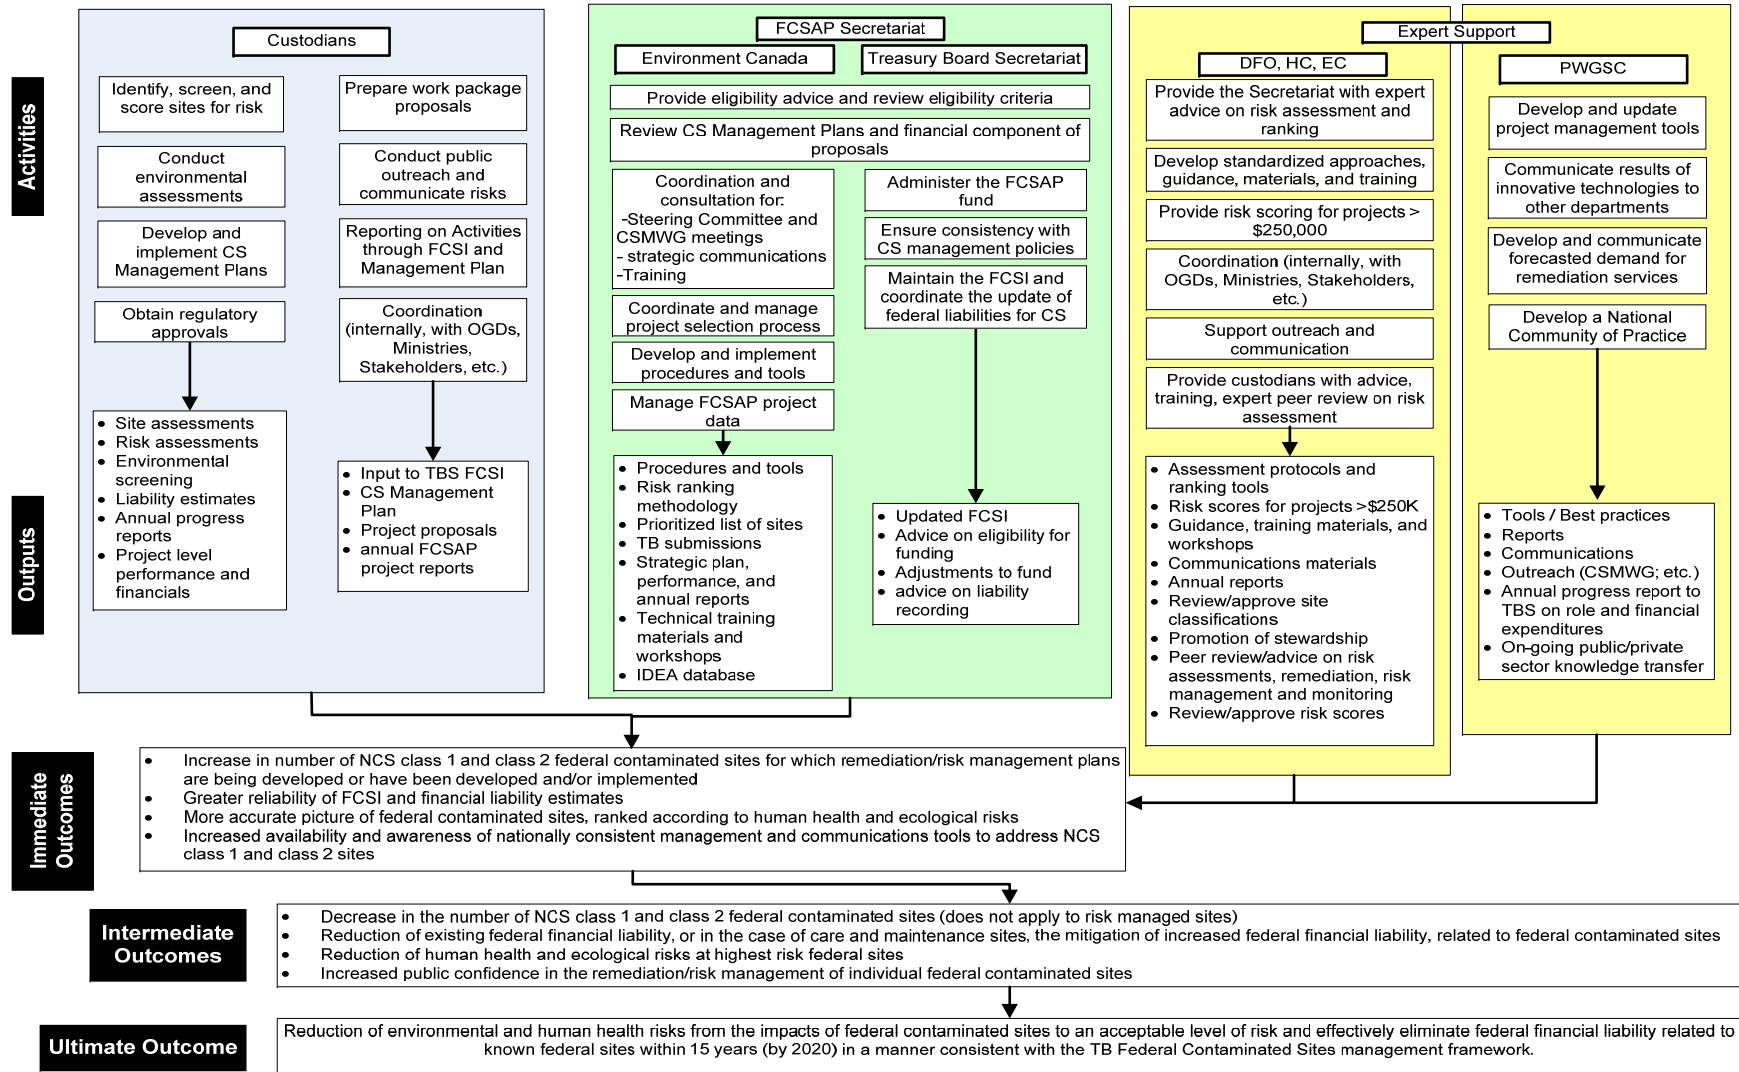 Custodians
Identify, screen, and
score sites for risk
Conduct
environmental
assessments
Develop and
implement CS
Management Plans
Obtain regulatory
approvals
Prepare work package
proposals
Conduct public
outreach and
communicate risks
Reporting on Activities
through FCSI and
Management Plan
Coordination
(internally, with OGDs,
Ministries,
Stakeholders, etc.)
• Site assessments
• Risk assessments
• Environmental
screening
• Liability estimates
• Annual progress
reports
• Project level
performance and
financials
• Input to TBS FCSI
• CS Management
Plan
• Project proposals
• annual FCSAP
project reports
FCSAP Secretariat
Environment Canada
Treasury Board Secretariat
Provide eligibility advice and review eligibility criteria
Review CS Management Plans and financial component of
proposals
Coordination and
consultation for:
-Steering Committee and
CSMWG meetings
- strategic communications
-Training
Coordinate and manage
project selection process
Develop and implement
procedures and tools
Manage FCSAP project
data
Administer the FCSAP
fund
Ensure consistency with
CS management policies
Maintain the FCSI and
coordinate the update of
federal liabilities for CS
• Procedures and tools
• Risk ranking
methodology
• Prioritized list of sites
• TB submissions
• Strategic plan,
performance, and
annual reports
• Technical training
materials and
workshops
• IDEA database
• Updated FCSI
• Advice on eligibility for
funding
• Adjustments to fund
• advice on liability
recording
Expert Support
DFO, HC, EC
Provide the Secretariat with expert
advice on risk assessment and
ranking
Develop standardized approaches,
guidance, materials, and training
Provide risk scoring for projects >
$250,000
Coordination (internally, with
OGDs, Ministries, Stakeholders,
etc.)
Support outreach and
communication
Provide custodians with advice,
training, expert peer review on risk
assessment
• Assessment protocols and
ranking tools
• Risk scores for projects >$250K
• Guidance, training materials, and
workshops
• Communications materials
• Annual reports
• Review/approve site
classifications
• Promotion of stewardship
• Peer review/advice on risk
assessments, remediation, risk
management and monitoring
• Review/approve risk scores
PWGSC
Develop and update
project management tools
Communicate results of
innovative technologies to
other departments
Develop and communicate
forecasted demand for
remediation services
Develop a National
Community of Practice
• Tools / Best practices
• Reports
• Communications
• Outreach (CSMWG; etc.)
• Annual progress report to
TBS on role and financial
expenditures
• On-going public/private
sector knowledge transfer
Activities
Outputs
Immediate
Outcomes
• Increase in number of NCS class 1 and class 2 federal contaminated sites for which remediation/risk management plans
are being developed or have been developed and/or implemented
• Greater reliability of FCSI and financial liability estimates
• More accurate picture of federal contaminated sites, ranked according to human health and ecological risks
• Increased availability and awareness of nationally consistent management and communications tools to address NCS
class 1 and class 2 sites
Intermediate
Outcomes
• Decrease in the number of NCS class 1 and class 2 federal contaminated sites (does not apply to risk managed sites)
• Reduction of existing federal financial liability, or in the case of care and maintenance sites, the mitigation of increased federal financial liability, related to federal contaminated sites
• Reduction of human health and ecological risks at highest risk federal sites
• Increased public confidence in the remediation/risk management of individual federal contaminated sites
Ultimate Outcome
Reduction of environmental and human health risks from the impacts of federal contaminated sites to an acceptable level of risk and effectively eliminate federal financial liability related to
known federal sites within 15 years (by 2020) in a manner consistent with the TB Federal Contaminated Sites management framework.